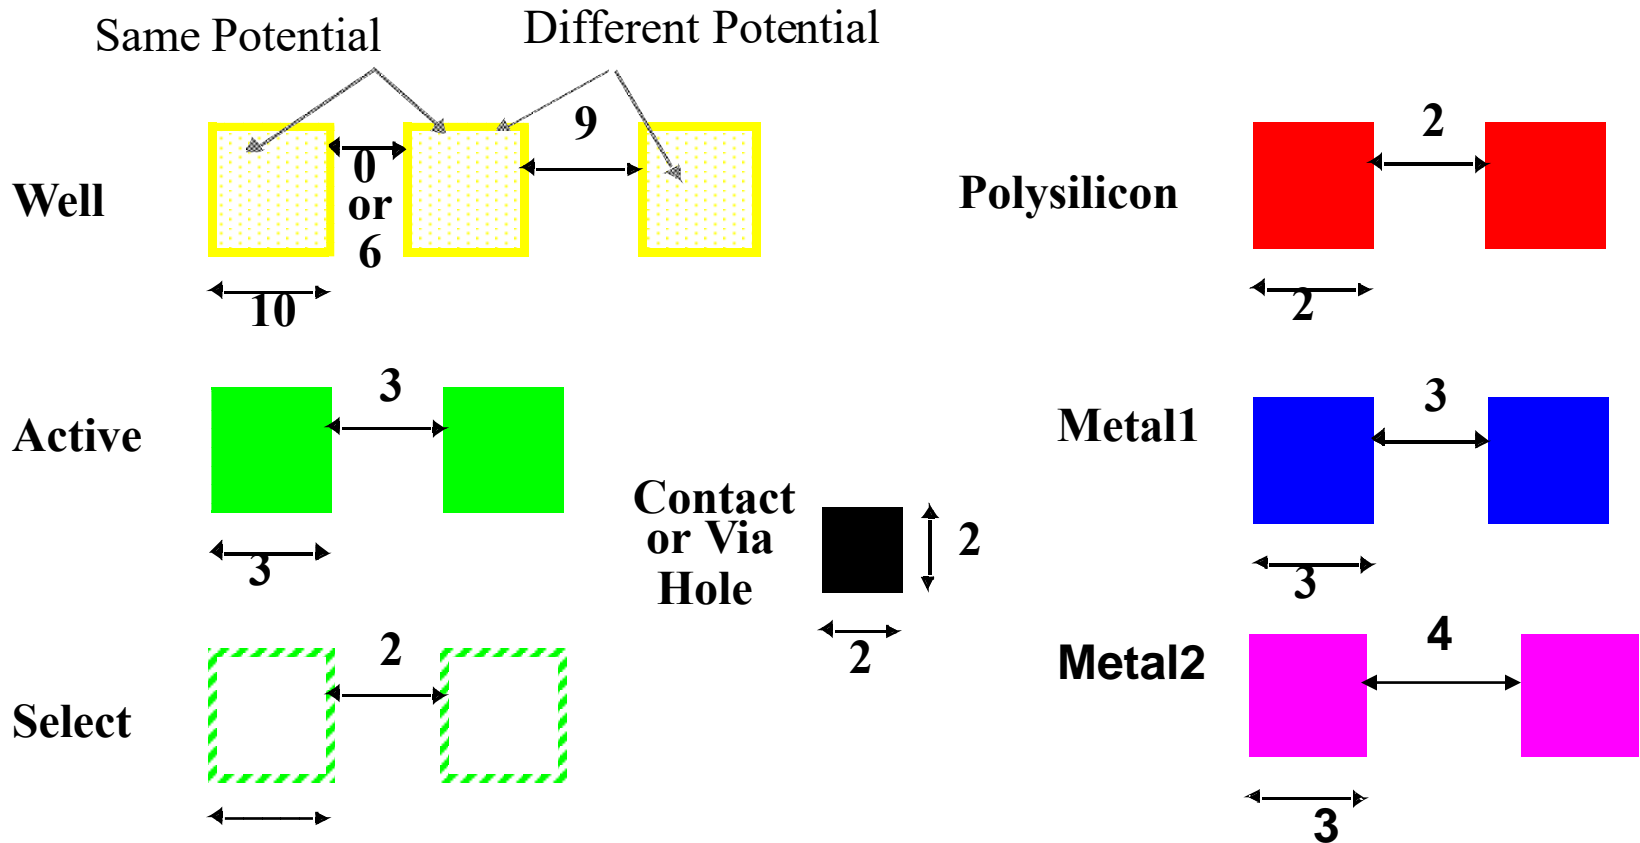 Same Potential
Different Potential
Well
0
or
6
9
10
Polysilicon
2
2
Active
3
3
Metal1
3
3
Contact
or Via
Hole
2
2
Select
2
Metal2
4
3